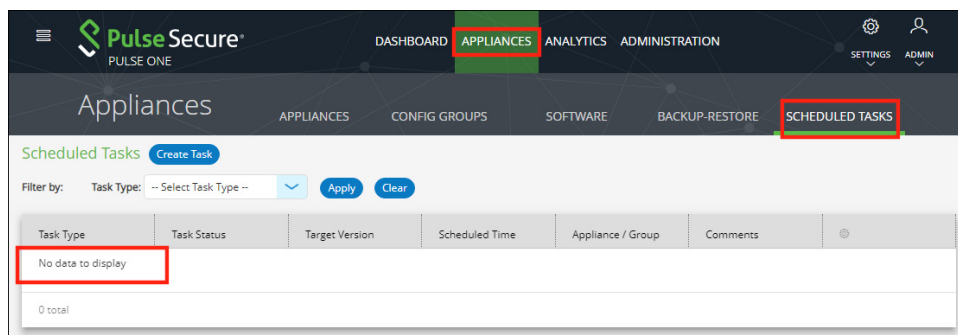 Pulse Secure®
PULSE ONE
DASHBOARD APPLIANCES ANALYTICS ADMINISTRATION
SETTINGS ADMIN
Appliances
APPLIANCES CONFIG GROUPS SOFTWARE BACKUP-RESTORE SCHEDULED TASKS
Scheduled Tasks Create Task
Filter by: Task Type: -- Select Task Type -- Apply Clear
Task Type Task Status Target Version Scheduled Time Appliance / Group Comments
No data to display
0 total